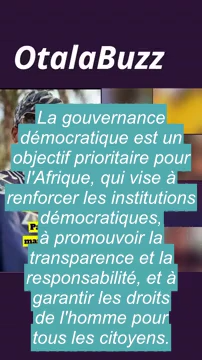 OtalaBuzz
La gouvernance
démocratique est un
objectif prioritaire pour
l'Afrique, qui vise à
renforcer les institutions
démocratiques,
à promouvoir la
transparence et la
responsabilité, et à
garantir les droits
de l'homme pour
tous les citoyens.